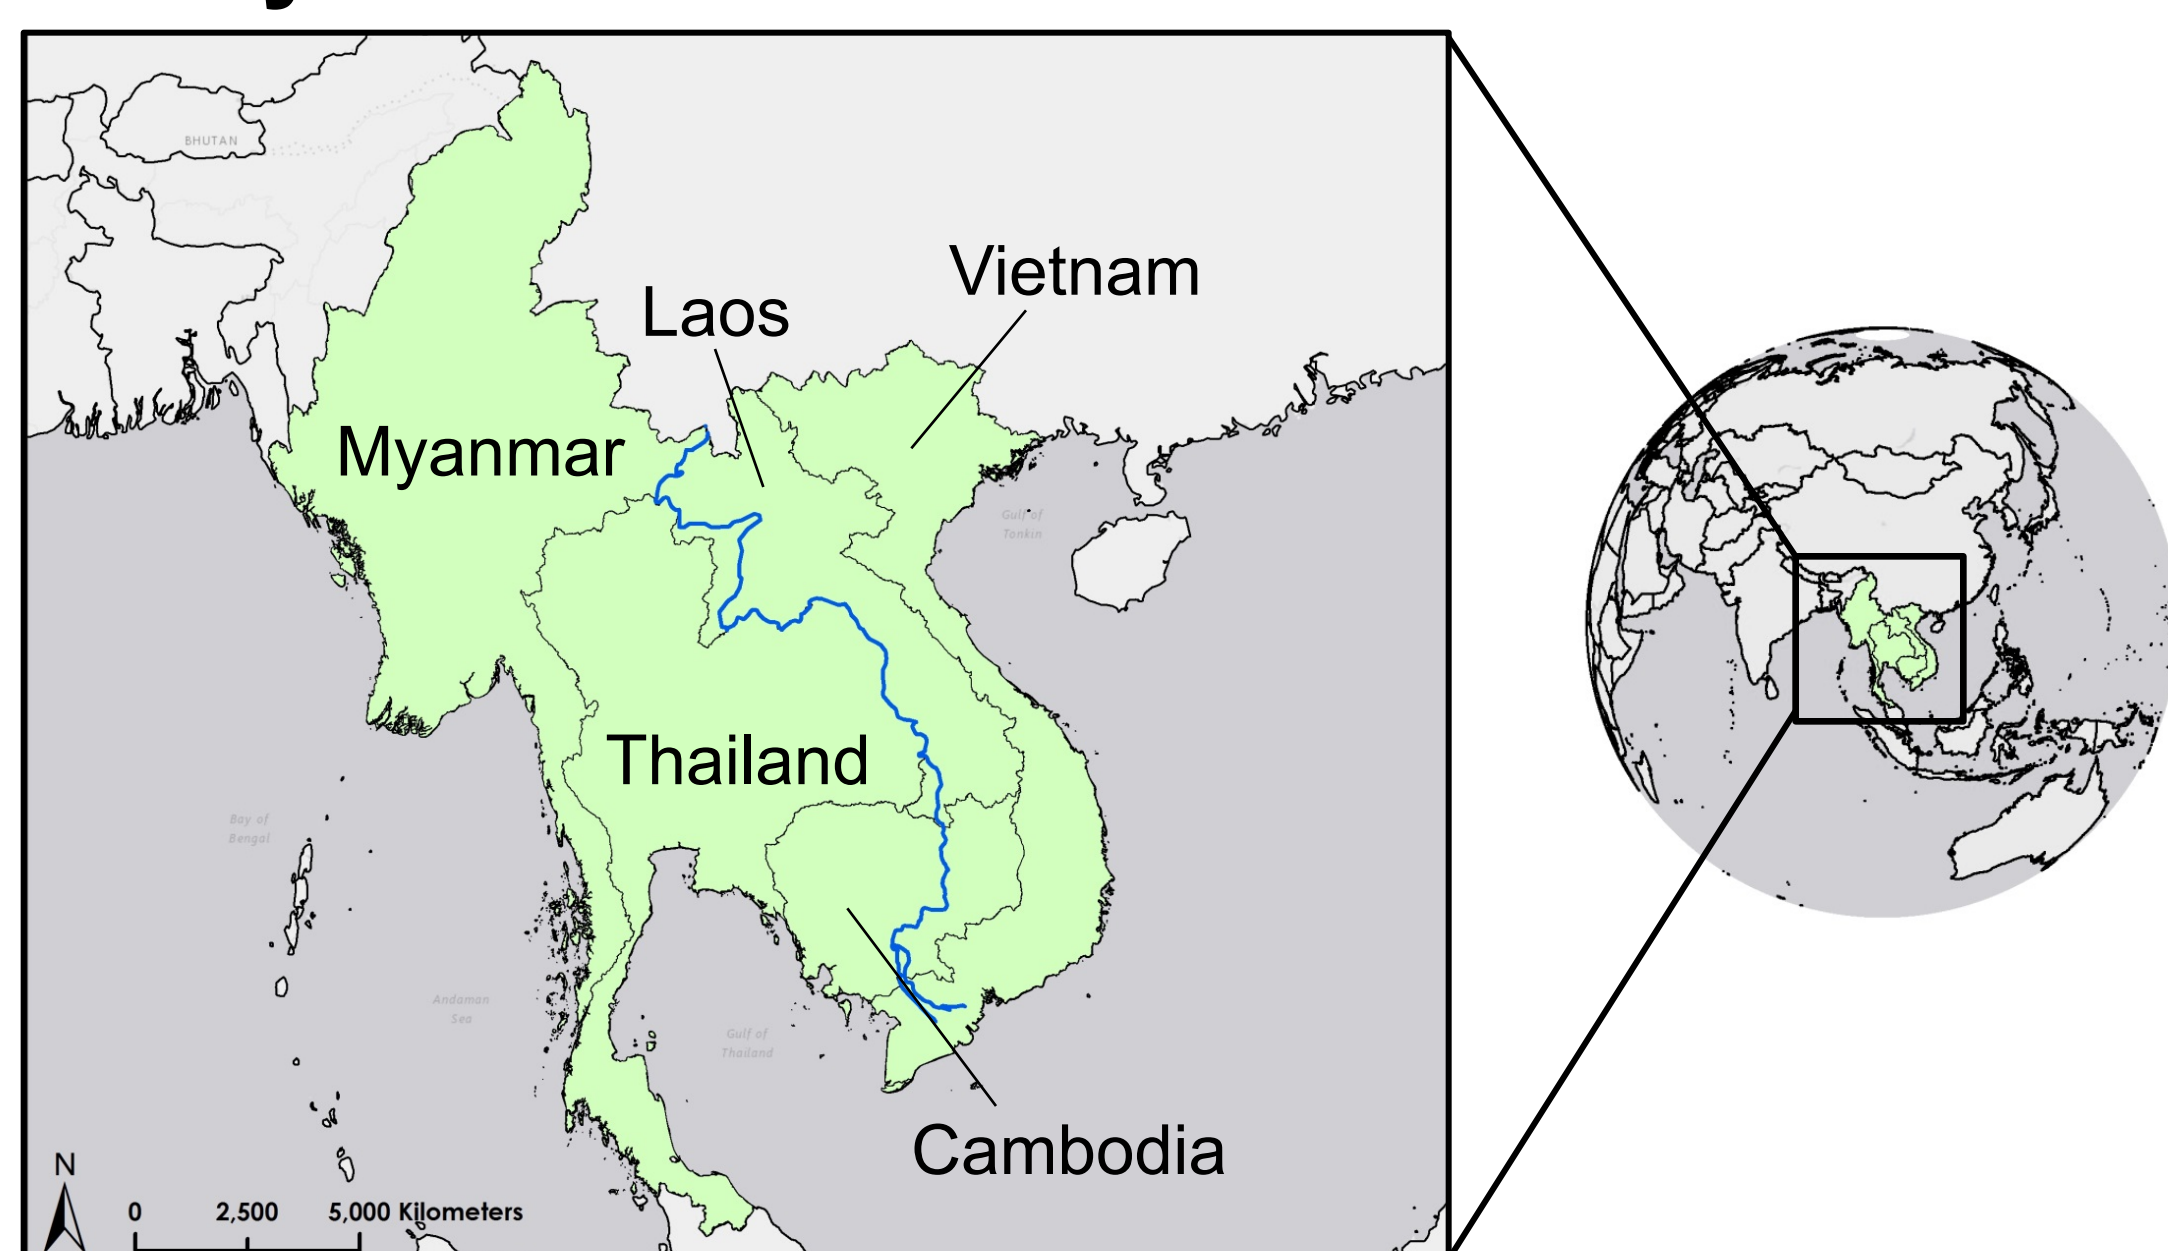 BHUTAN
Vietnam
Laos
Myanmar
Gulf of
Tonkin
Thailand
Bay of
Bengal
Andaman
Sea
Gulf of
Thailand
Cambodia
N
0 2,500 5,000 Kilometers